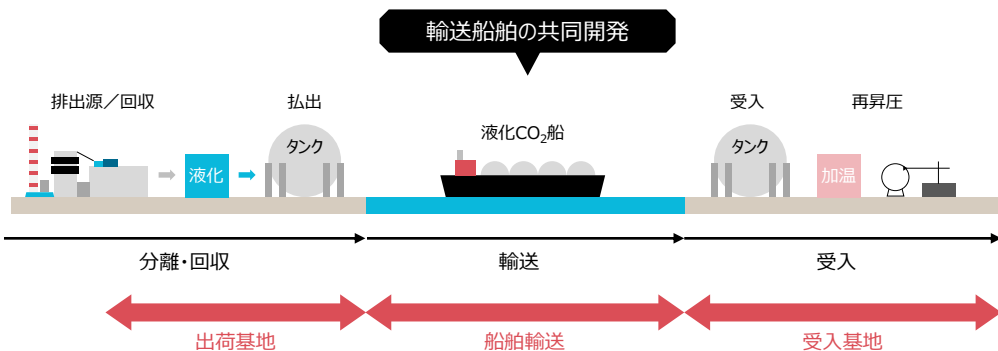 輸送船舶の共同開発
排出源／回収
払出
受入
再昇圧
液化CO₂船
タンク
タンク
液化
加温
分離・回収
輸送
受入
出荷基地
船舶輸送
受入基地